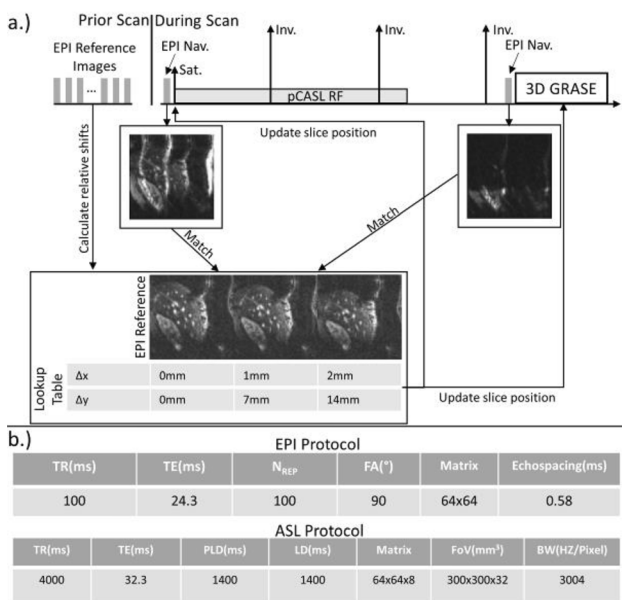 a.)
Prior Scan During Scan
EPI Reference
Images
...
EPI Nav.
Sat.
Inv.
Inv.
Inv.
EPI Nav.
pCASL RF
3D GRASE
Update slice position
Calculate relative shifts
Match
Match
EPI Reference
Lookup
Table
Δx 0mm 1mm 2mm
Δy 0mm 7mm 14mm
Update slice position
b.)
EPI Protocol
TR(ms) TE(ms) NREP FA(°) Matrix Echospacing(ms)
100 24.3 100 90 64x64 0.58
ASL Protocol
TR(ms) TE(ms) PLD(ms) LD(ms) Matrix FoV(mm³) BW(HZ/Pixel)
4000 32.3 1400 1400 64x64x8 300x300x32 3004